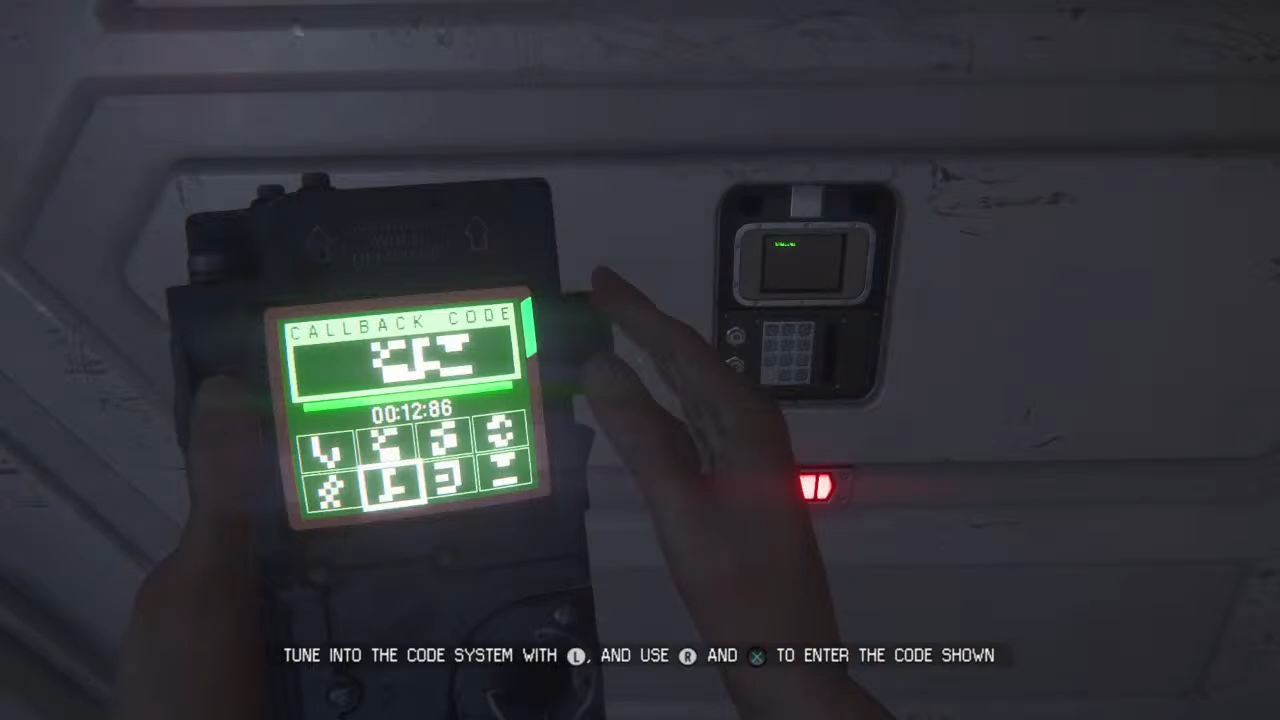 CALLBACK CODE
00:12:86
TUNE INTO THE CODE SYSTEM WITH L, AND USE R AND X TO ENTER THE CODE SHOWN